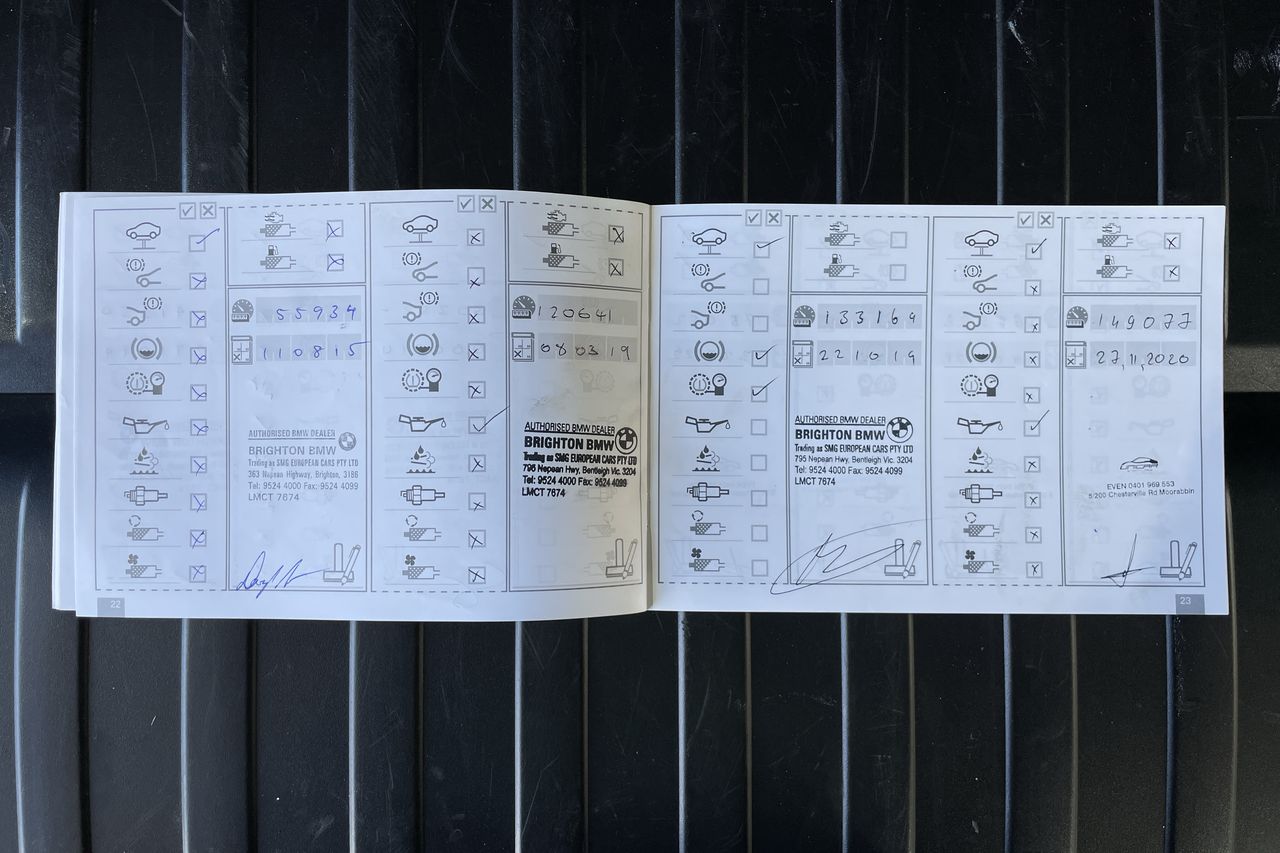 55934
110815
AUTHORISED BMW DEALER
BRIGHTON BMW
Trading as SMG EUROPEAN CARS PTY LTD
363 Nepean Highway, Brighton, 3186
Tel: 9524 4000 Fax: 9524 4099
LMCT 7674
22
120641
08 03 19
AUTHORISED BMW DEALER
BRIGHTON BMW
Trading as SMG EUROPEAN CARS PTY LTD
795 Nepean Hwy, Bentleigh Vic. 3204
Tel: 9524 4000 Fax: 9524 4099
LMCT 7674
133169
221019
AUTHORISED BMW DEALER
BRIGHTON BMW
Trading as SMG EUROPEAN CARS PTY LTD
795 Nepean Hwy, Bentleigh Vic. 3204
Tel: 9524 4000 Fax: 9524 4099
LMCT 7674
149077
27,11,2020
EVEN 0401 969 553
5/200 Chesterville Rd Moorabbin
23